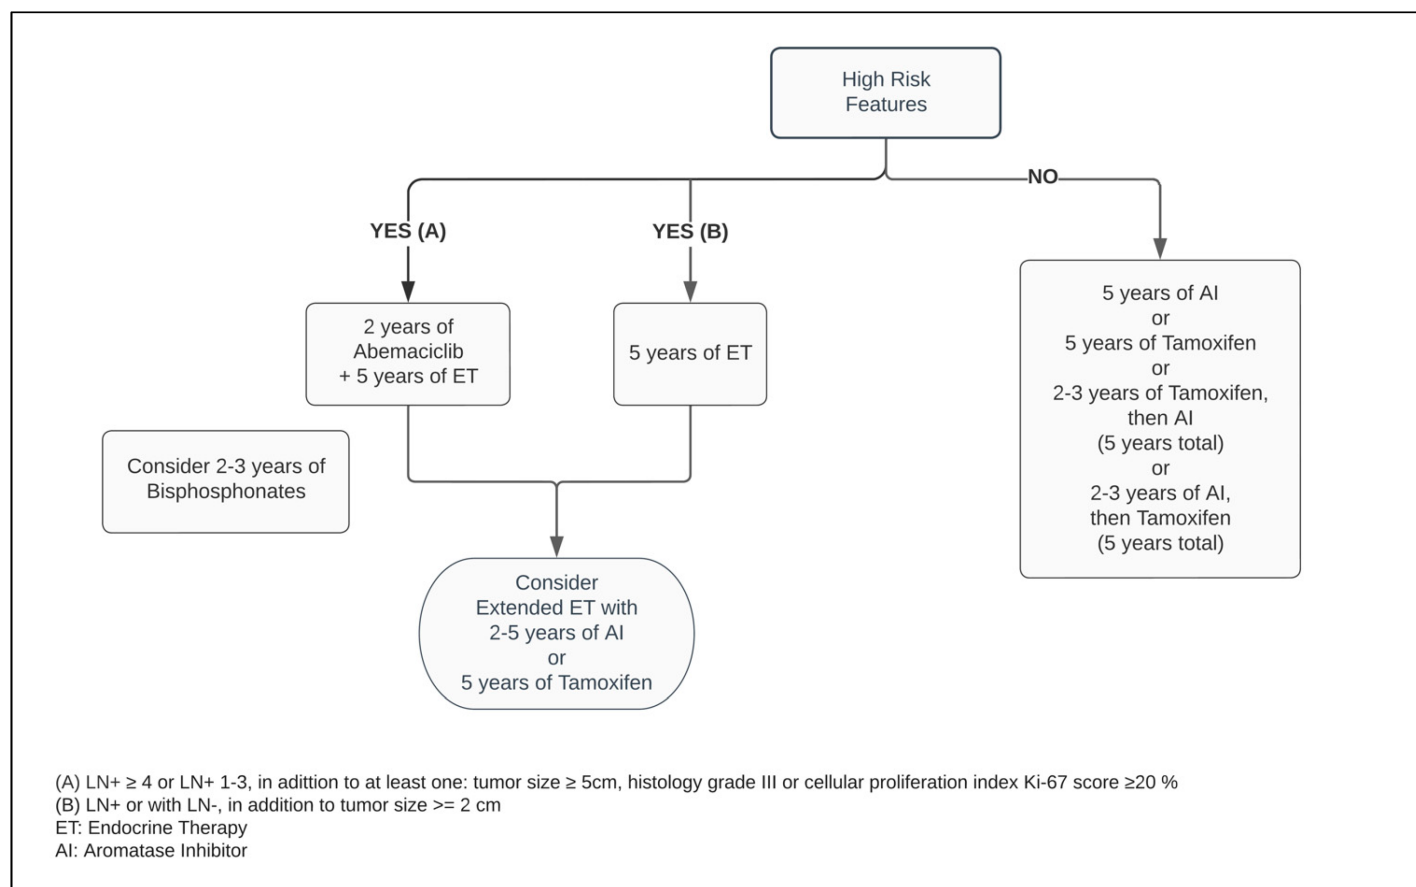 High Risk
Features
NO
YES (A)
YES (B)
2 years of
Abemaciclib
+ 5 years of ET
5 years of ET
5 years of AI
or
5 years of Tamoxifen
or
2-3 years of Tamoxifen,
then AI
(5 years total)
or
2-3 years of AI,
then Tamoxifen
(5 years total)
Consider 2-3 years of
Bisphosphonates
Consider
Extended ET with
2-5 years of AI
or
5 years of Tamoxifen
(A) LN+ ≥ 4 or LN+ 1-3, in adittion to at least one: tumor size ≥ 5cm, histology grade III or cellular proliferation index Ki-67 score ≥20 %
(B) LN+ or with LN-, in addition to tumor size >= 2 cm
ET: Endocrine Therapy
AI: Aromatase Inhibitor